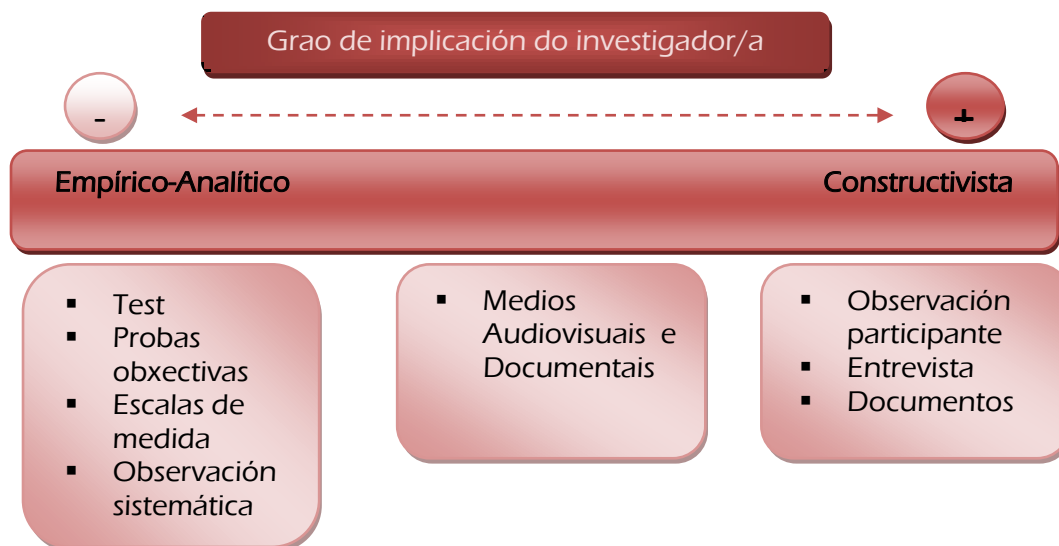 Grao de implicación do investigador/a
-
+
Empírico-Analítico
Constructivista
▪ Test
▪ Probas
obxectivas
▪ Escalas de
medida
▪ Observación
sistemática
▪ Medios
Audiovisuais e
Documentais
▪ Observación
participante
▪ Entrevista
▪ Documentos